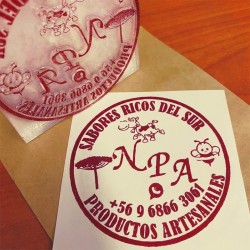 SABORES RICOS DEL SUR
NPA
+56 9 6866 3061
PRODUCTOS ARTESANALES